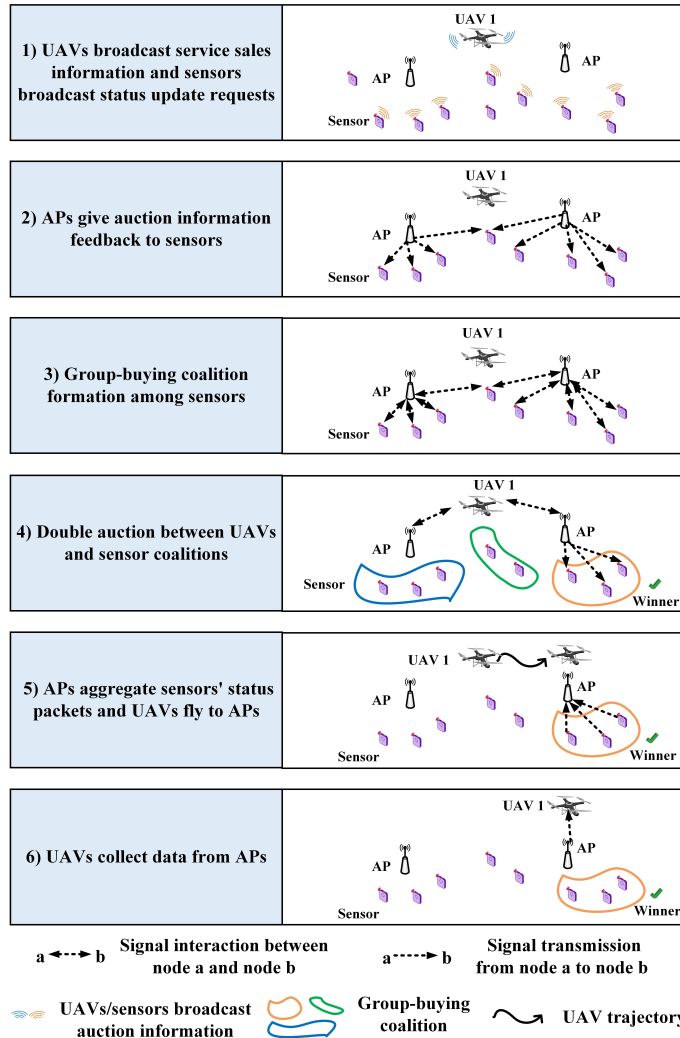 1) UAVs broadcast service sales
information and sensors
broadcast status update requests
UAV 1
AP
AP
Sensor
2) APs give auction information
feedback to sensors
UAV 1
AP
AP
Sensor
3) Group-buying coalition
formation among sensors
UAV 1
AP
AP
Sensor
4) Double auction between UAVs
and sensor coalitions
UAV 1
AP
AP
Sensor
Winner
5) APs aggregate sensors' status
packets and UAVs fly to APs
UAV 1
AP
AP
Sensor
Winner
6) UAVs collect data from APs
UAV 1
AP
AP
Sensor
Winner
a b Signal interaction between
node a and node b
a b Signal transmission
from node a to node b
UAVs/sensors broadcast
auction information
Group-buying
coalition
UAV trajectory